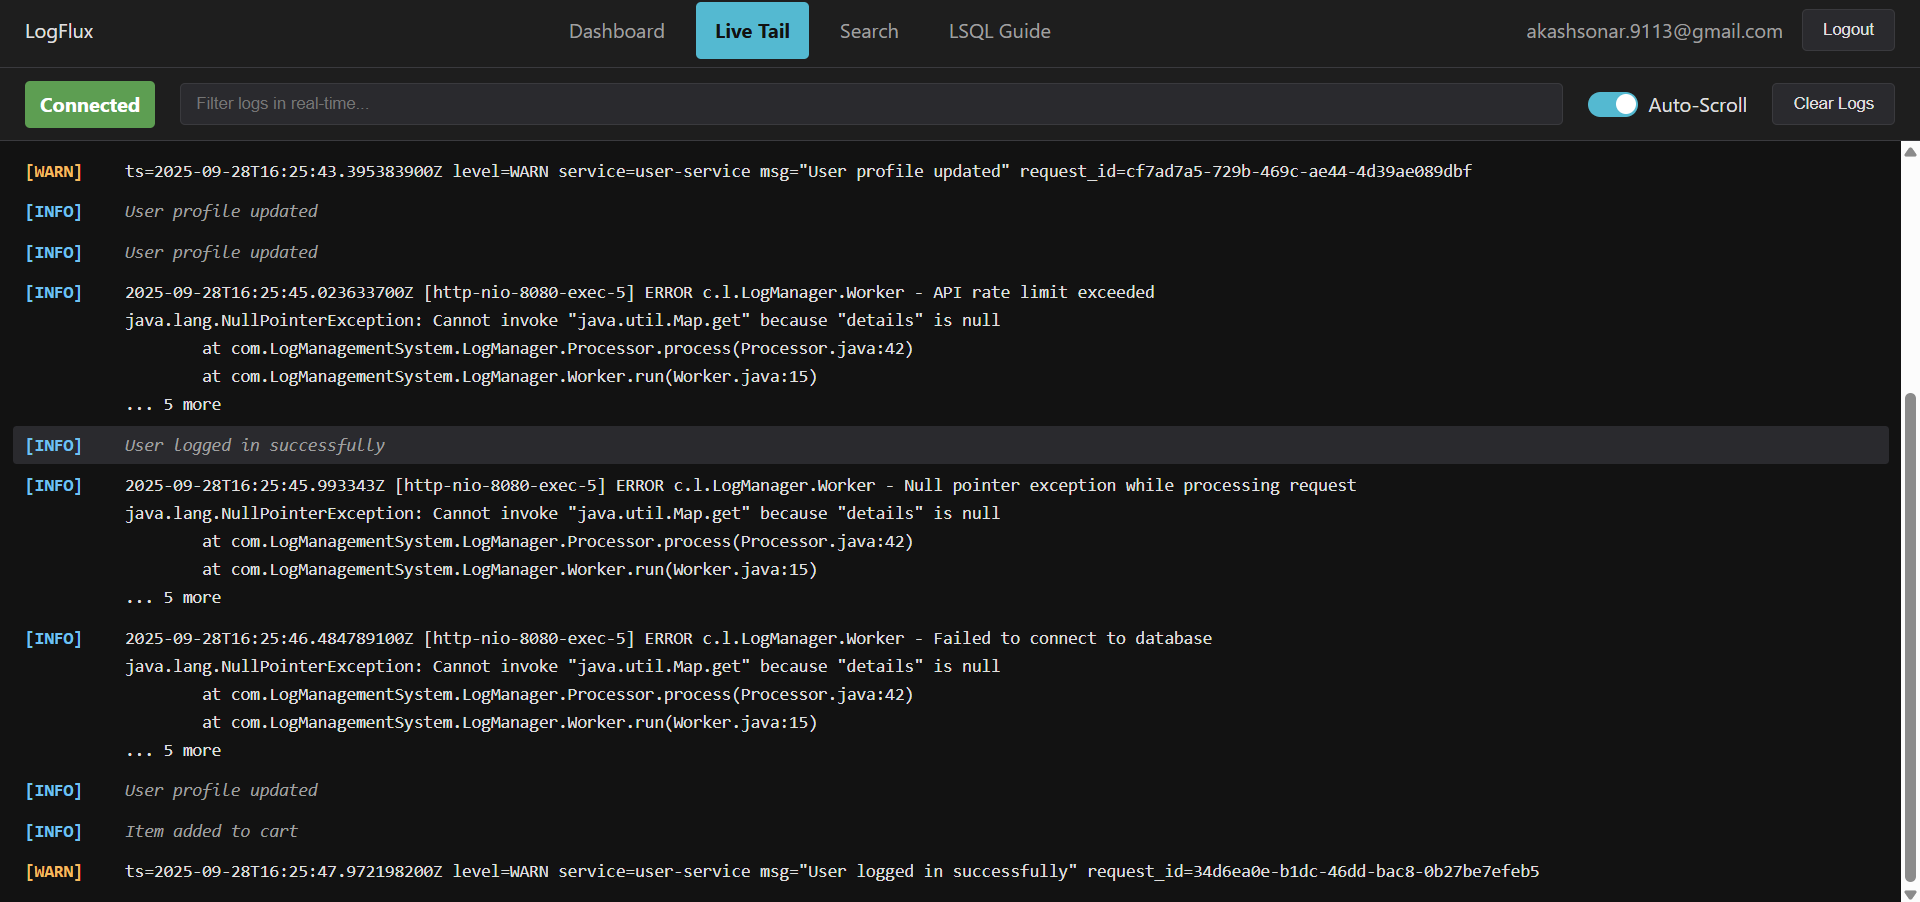 LogFlux Dashboard Live Tail Search LSQL Guide akashsonar.9113@gmail.com Logout
Connected Filter logs in real-time... Auto-Scroll Clear Logs
[WARN] ts=2025-09-28T16:25:43.395383900Z level=WARN service=user-service msg="User profile updated" request_id=cf7ad7a5-729b-469c-ae44-4d39ae089dbf
[INFO] User profile updated
[INFO] User profile updated
[INFO] 2025-09-28T16:25:45.023633700Z [http-nio-8080-exec-5] ERROR c.l.LogManager.Worker - API rate limit exceeded
java.lang.NullPointerException: Cannot invoke "java.util.Map.get" because "details" is null
at com.LogManagementSystem.LogManager.Processor.process(Processor.java:42)
at com.LogManagementSystem.LogManager.Worker.run(Worker.java:15)
... 5 more
[INFO] User logged in successfully
[INFO] 2025-09-28T16:25:45.993343Z [http-nio-8080-exec-5] ERROR c.l.LogManager.Worker - Null pointer exception while processing request
java.lang.NullPointerException: Cannot invoke "java.util.Map.get" because "details" is null
at com.LogManagementSystem.LogManager.Processor.process(Processor.java:42)
at com.LogManagementSystem.LogManager.Worker.run(Worker.java:15)
... 5 more
[INFO] 2025-09-28T16:25:46.484789100Z [http-nio-8080-exec-5] ERROR c.l.LogManager.Worker - Failed to connect to database
java.lang.NullPointerException: Cannot invoke "java.util.Map.get" because "details" is null
at com.LogManagementSystem.LogManager.Processor.process(Processor.java:42)
at com.LogManagementSystem.LogManager.Worker.run(Worker.java:15)
... 5 more
[INFO] User profile updated
[INFO] Item added to cart
[WARN] ts=2025-09-28T16:25:47.972198200Z level=WARN service=user-service msg="User logged in successfully" request_id=34d6ea0e-b1dc-46dd-bac8-0b27be7efeb5